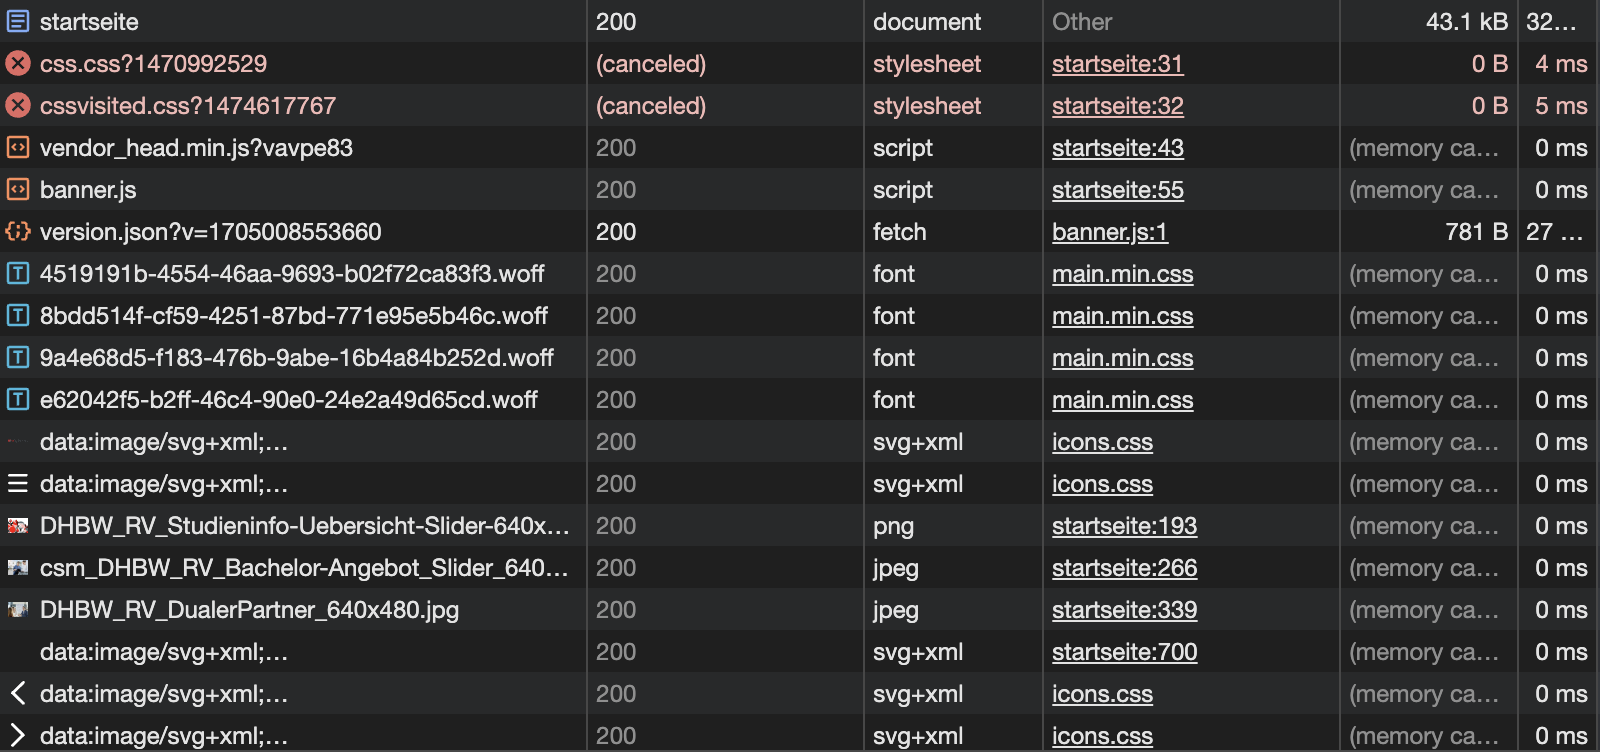 startseite 200 document Other 43.1 kB 32...
css.css?1470992529 (canceled) stylesheet startseite:31 0 B 4 ms
cssvisited.css?1474617767 (canceled) stylesheet startseite:32 0 B 5 ms
vendor_head.min.js?vavpe83 200 script startseite:43 (memory ca... 0 ms
banner.js 200 script startseite:55 (memory ca... 0 ms
version.json?v=1705008553660 200 fetch banner.js:1 781 B 27 ...
4519191b-4554-46aa-9693-b02f72ca83f3.woff 200 font main.min.css (memory ca... 0 ms
8bdd514f-cf59-4251-87bd-771e95e5b46c.woff 200 font main.min.css (memory ca... 0 ms
9a4e68d5-f183-476b-9abe-16b4a84b252d.woff 200 font main.min.css (memory ca... 0 ms
e62042f5-b2ff-46c4-90e0-24e2a49d65cd.woff 200 font main.min.css (memory ca... 0 ms
data:image/svg+xml;... 200 svg+xml icons.css (memory ca... 0 ms
data:image/svg+xml;... 200 svg+xml icons.css (memory ca... 0 ms
DHBW_RV_Studieninfo-Uebersicht-Slider-640x... 200 png startseite:193 (memory ca... 0 ms
csm_DHBW_RV_Bachelor-Angebot_Slider_640... 200 jpeg startseite:266 (memory ca... 0 ms
DHBW_RV_DualerPartner_640x480.jpg 200 jpeg startseite:339 (memory ca... 0 ms
data:image/svg+xml;... 200 svg+xml startseite:700 (memory ca... 0 ms
data:image/svg+xml;... 200 svg+xml icons.css (memory ca... 0 ms
data:image/svg+xml;... 200 svg+xml icons.css (memory ca... 0 ms